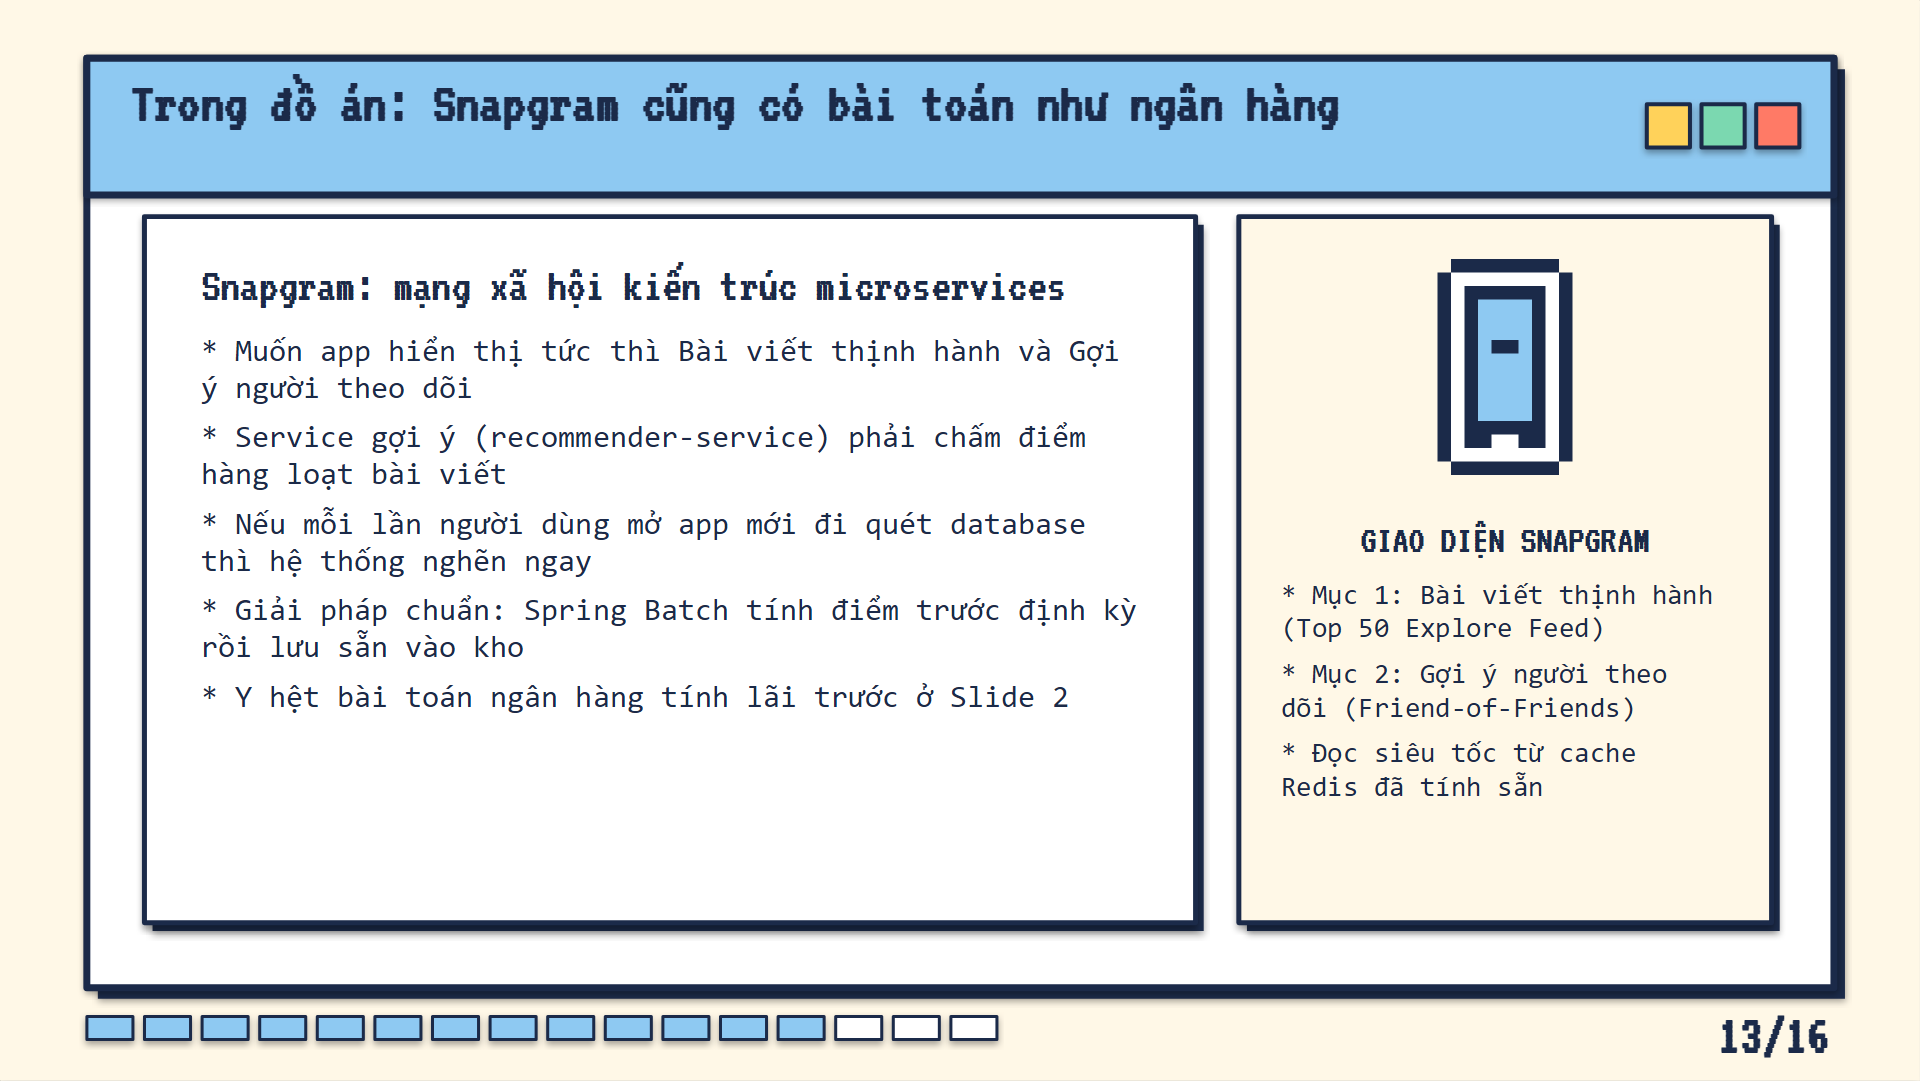 Trong đồ án: Snapgram cũng có bài toán như ngân hàng
Snapgram: mạng xã hội kiến trúc microservices
* Muốn app hiển thị tức thì Bài viết thịnh hành và Gợi
ý người theo dõi
* Service gợi ý (recommender-service) phải chấm điểm
hàng loạt bài viết
* Nếu mỗi lần người dùng mở app mới đi quét database
thì hệ thống nghẽn ngay
* Giải pháp chuẩn: Spring Batch tính điểm trước định kỳ
rồi lưu sẵn vào kho
* Y hệt bài toán ngân hàng tính lãi trước ở Slide 2
GIAO DIỆN SNAPGRAM
* Mục 1: Bài viết thịnh hành
(Top 50 Explore Feed)
* Mục 2: Gợi ý người theo
dõi (Friend-of-Friends)
* Đọc siêu tốc từ cache
Redis đã tính sẵn
13/16